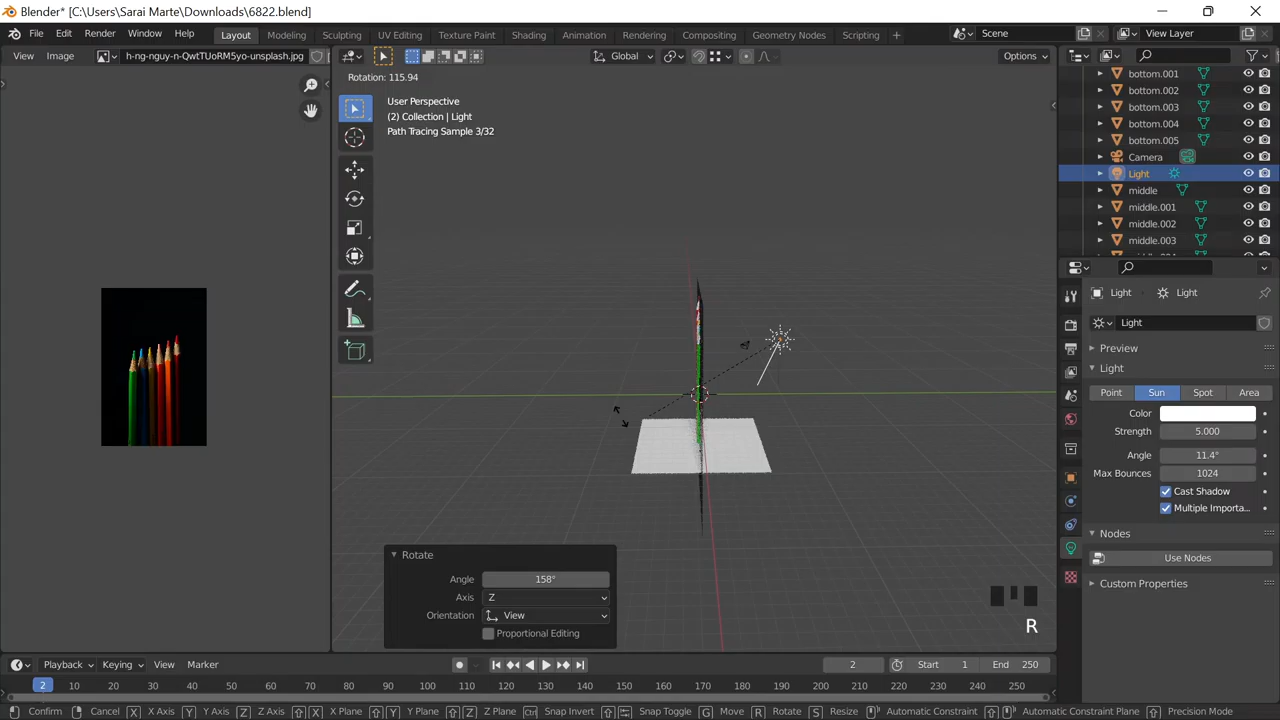 Blender* [C:\Users\Sarai Marte\Downloads\6822.blend]
File Edit Render Window Help Layout Modeling Sculpting UV Editing Texture Paint Shading Animation Rendering Compositing Geometry Nodes Scripting + Scene View Layer
View Image h-ng-nguy-n-QwtTUoRM5yo-unsplash.jpg Global Options
Rotation: 115.94
User Perspective
(2) Collection | Light
Path Tracing Sample 3/32
bottom.001
bottom.002
bottom.003
bottom.004
bottom.005
Camera
Light
middle
middle.001
middle.002
middle.003
Light Light
Light
Preview
Light
Point Sun Spot Area
Color
Strength 5.000
Angle 11.4°
Max Bounces 1024
Cast Shadow
Multiple Importa...
Nodes
Use Nodes
Custom Properties
Rotate
Angle 158°
Axis Z
Orientation View
Proportional Editing
R
Playback Keying View Marker 2 Start 1 End 250
2 10 20 30 40 50 60 70 80 90 100 110 120 130 140 150 160 170 180 190 200 210 220 230 240 250
Confirm Cancel X X Axis Y Y Axis Z Z Axis X X Plane Y Y Plane Z Z Plane Ctrl Snap Invert Snap Toggle G Move R Rotate S Resize Automatic Constraint Automatic Constraint Plane Precision Mode